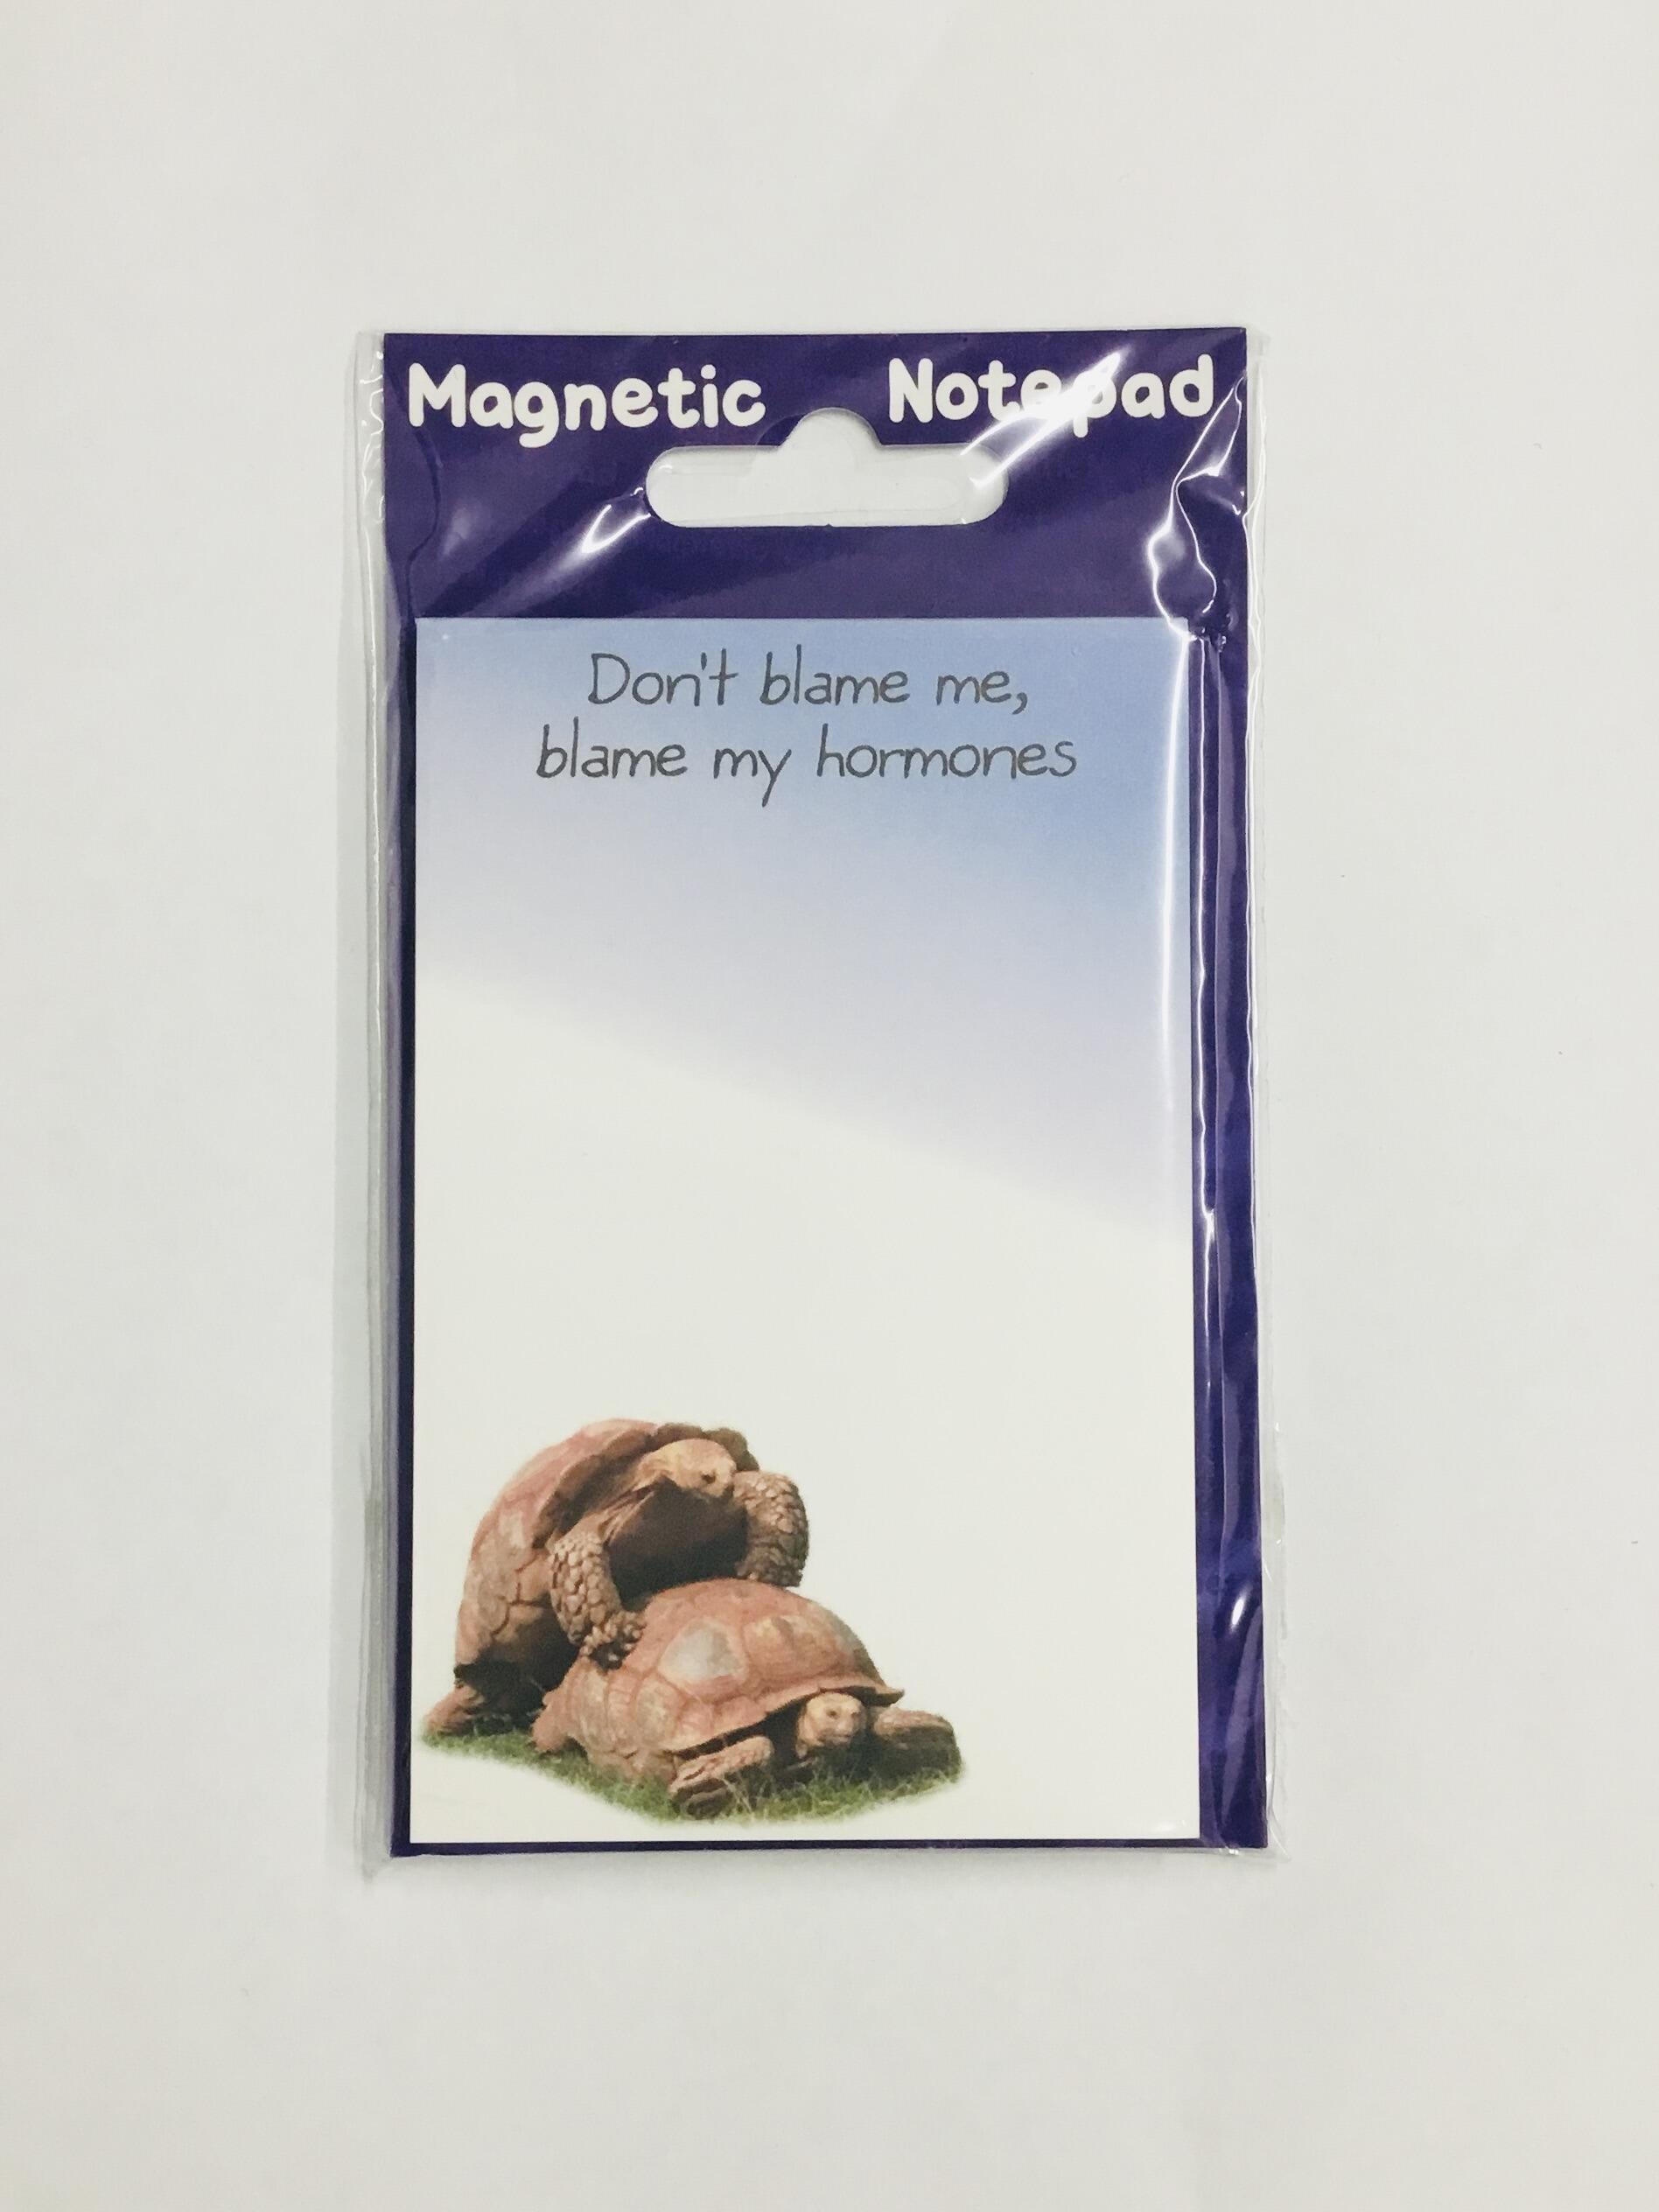 Magnetic Notepad
Don't blame me,
blame my hormones